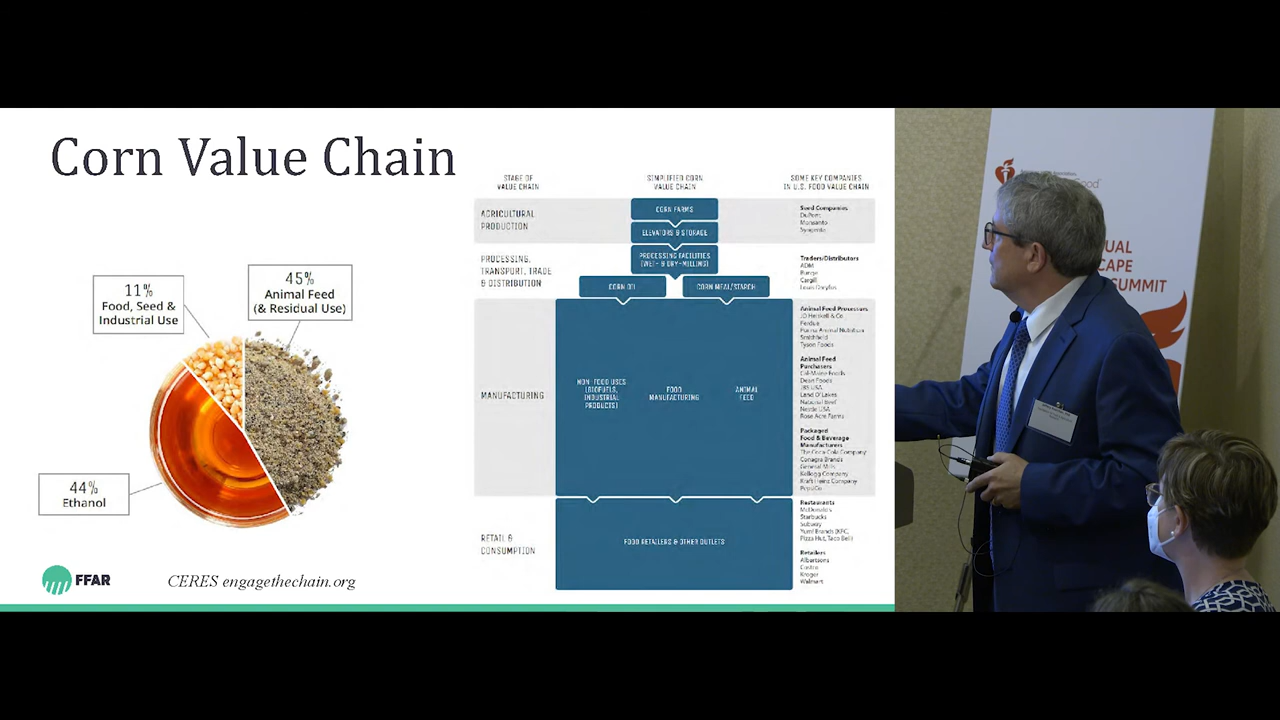 Corn Value Chain
11%
Food, Seed &
Industrial Use
45%
Animal Feed
(& Residual Use)
44%
Ethanol
FFAR
CERES engagethechain.org
STAGE OF
VALUE CHAIN
SIMPLIFIED CORN
VALUE CHAIN
SOME KEY COMPANIES
IN U.S. FOOD VALUE CHAIN
AGRICULTURAL
PRODUCTION
CORN FARMS
ELEVATORS & STORAGE
Seed Companies
DuPont
Monsanto
Syngenta
PROCESSING,
TRANSPORT, TRADE
& DISTRIBUTION
PROCESSING FACILITIES
(WET- & DRY-MILLING)
CORN OIL
CORN MEAL/STARCH
Traders/Distributors
ADM
Bunge
Cargill
Louis Dreyfus
MANUFACTURING
NON-FOOD USES
(BIOFUELS,
INDUSTRIAL
PRODUCTS)
FOOD
MANUFACTURING
ANIMAL
FEED
Animal Feed Processors
JD Heiskell & Co.
Perdue
Purina Animal Nutrition
Smithfield
Tyson Foods
Animal Feed
Purchasers
Cal-Maine Foods
Dean Foods
JBS USA
Land O'Lakes
National Beef
Nestle USA
Rose Acre Farms
Packaged
Food & Beverage
Manufacturers
The Coca-Cola Company
Conagra Brands
General Mills
Kellogg Company
Kraft Heinz Company
PepsiCo
RETAIL &
CONSUMPTION
FOOD RETAILERS & OTHER OUTLETS
Restaurants
McDonalds
Starbucks
Subway
Yum! Brands (KFC,
Pizza Hut, Taco Bell)
Retailers
Albertsons
Costco
Kroger
Walmart
UAL
CAPE
SUMMIT